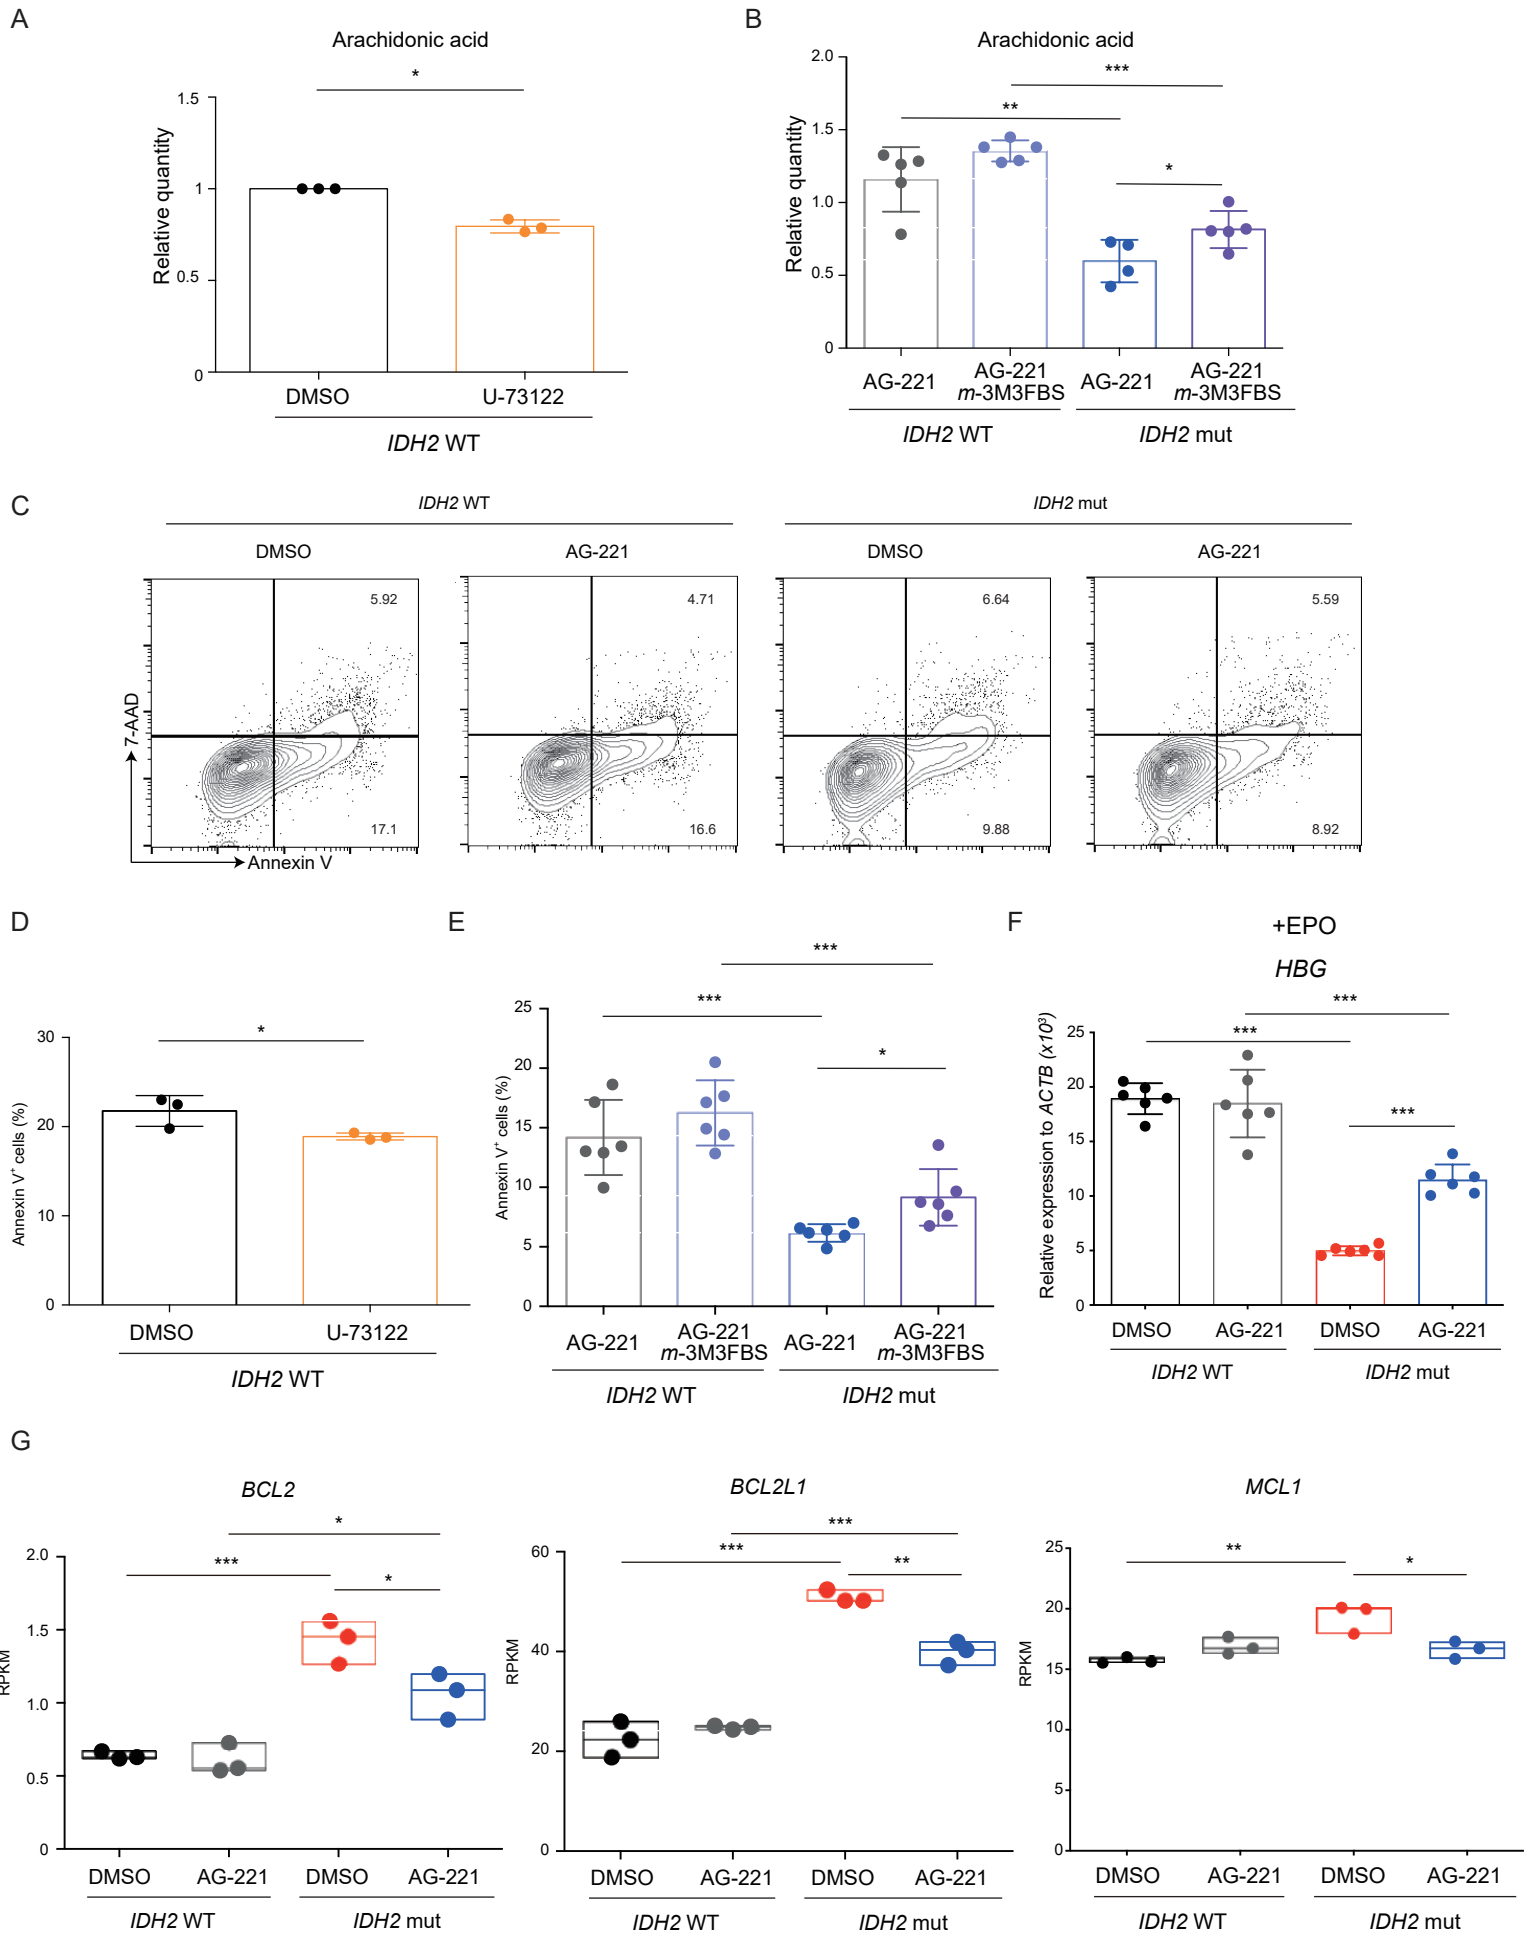 A
Arachidonic acid
*
Relative quantity
1.5
1.0
0.5
0
DMSO
U-73122
IDH2 WT
B
Arachidonic acid
***
**
*
Relative quantity
2.0
1.5
1.0
0.5
0
AG-221
AG-221
m-3M3FBS
AG-221
AG-221
m-3M3FBS
IDH2 WT
IDH2 mut
C
IDH2 WT
IDH2 mut
DMSO
AG-221
DMSO
AG-221
5.92
4.71
6.64
5.59
17.1
16.6
9.88
8.92
7-AAD
Annexin V
D
*
Annexin V+ cells (%)
30
20
10
0
DMSO
U-73122
IDH2 WT
E
***
***
*
Annexin V+ cells (%)
25
20
15
10
5
0
AG-221
AG-221
m-3M3FBS
AG-221
AG-221
m-3M3FBS
IDH2 WT
IDH2 mut
F
+EPO
HBG
***
***
***
Relative expression to ACTB (x10³)
25
20
15
10
5
0
DMSO
AG-221
DMSO
AG-221
IDH2 WT
IDH2 mut
G
BCL2
*
***
*
RPKM
2.0
1.5
1.0
0.5
0
DMSO
AG-221
DMSO
AG-221
IDH2 WT
IDH2 mut
BCL2L1
***
***
**
RPKM
60
40
20
0
DMSO
AG-221
DMSO
AG-221
IDH2 WT
IDH2 mut
MCL1
**
*
RPKM
25
20
15
10
5
0
DMSO
AG-221
DMSO
AG-221
IDH2 WT
IDH2 mut